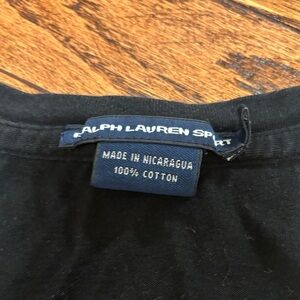 RALPH LAUREN SPORT
MADE IN NICARAGUA
100% COTTON